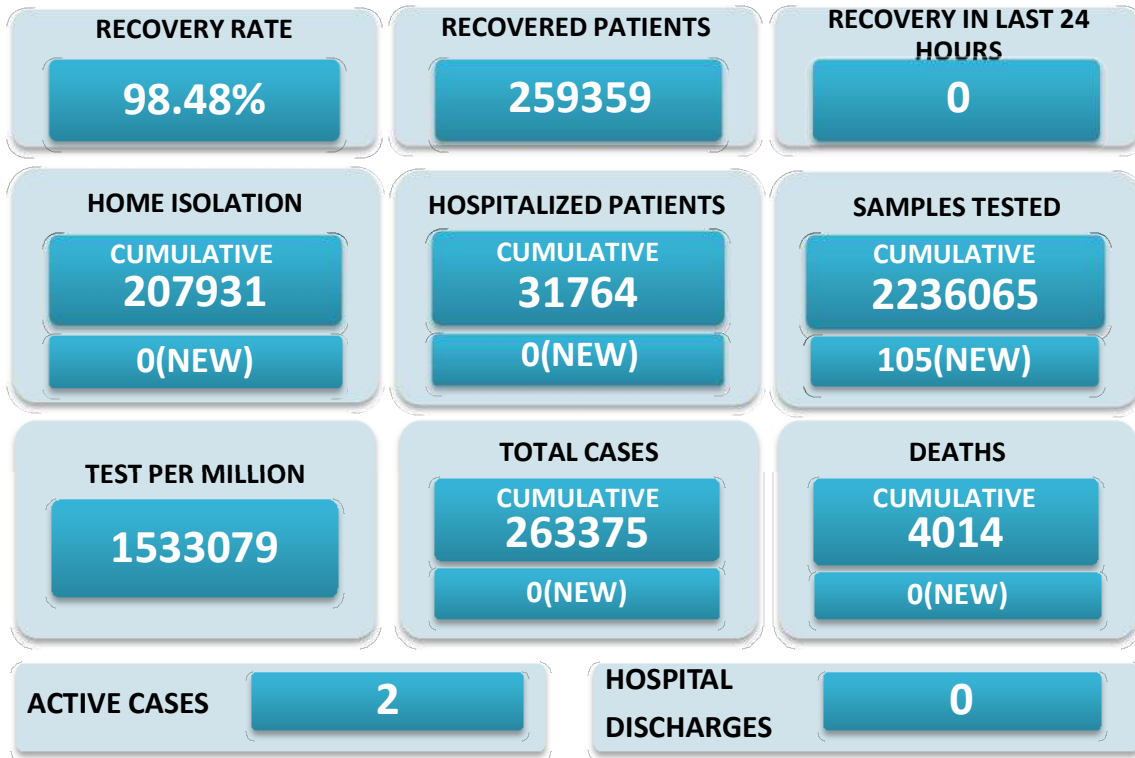 RECOVERY RATE
98.48%
RECOVERED PATIENTS
259359
RECOVERY IN LAST 24
HOURS
0
HOME ISOLATION
CUMULATIVE
207931
0(NEW)
HOSPITALIZED PATIENTS
CUMULATIVE
31764
0(NEW)
SAMPLES TESTED
CUMULATIVE
2236065
105(NEW)
TEST PER MILLION
1533079
TOTAL CASES
CUMULATIVE
263375
0(NEW)
DEATHS
CUMULATIVE
4014
0(NEW)
ACTIVE CASES
2
HOSPITAL
DISCHARGES
0